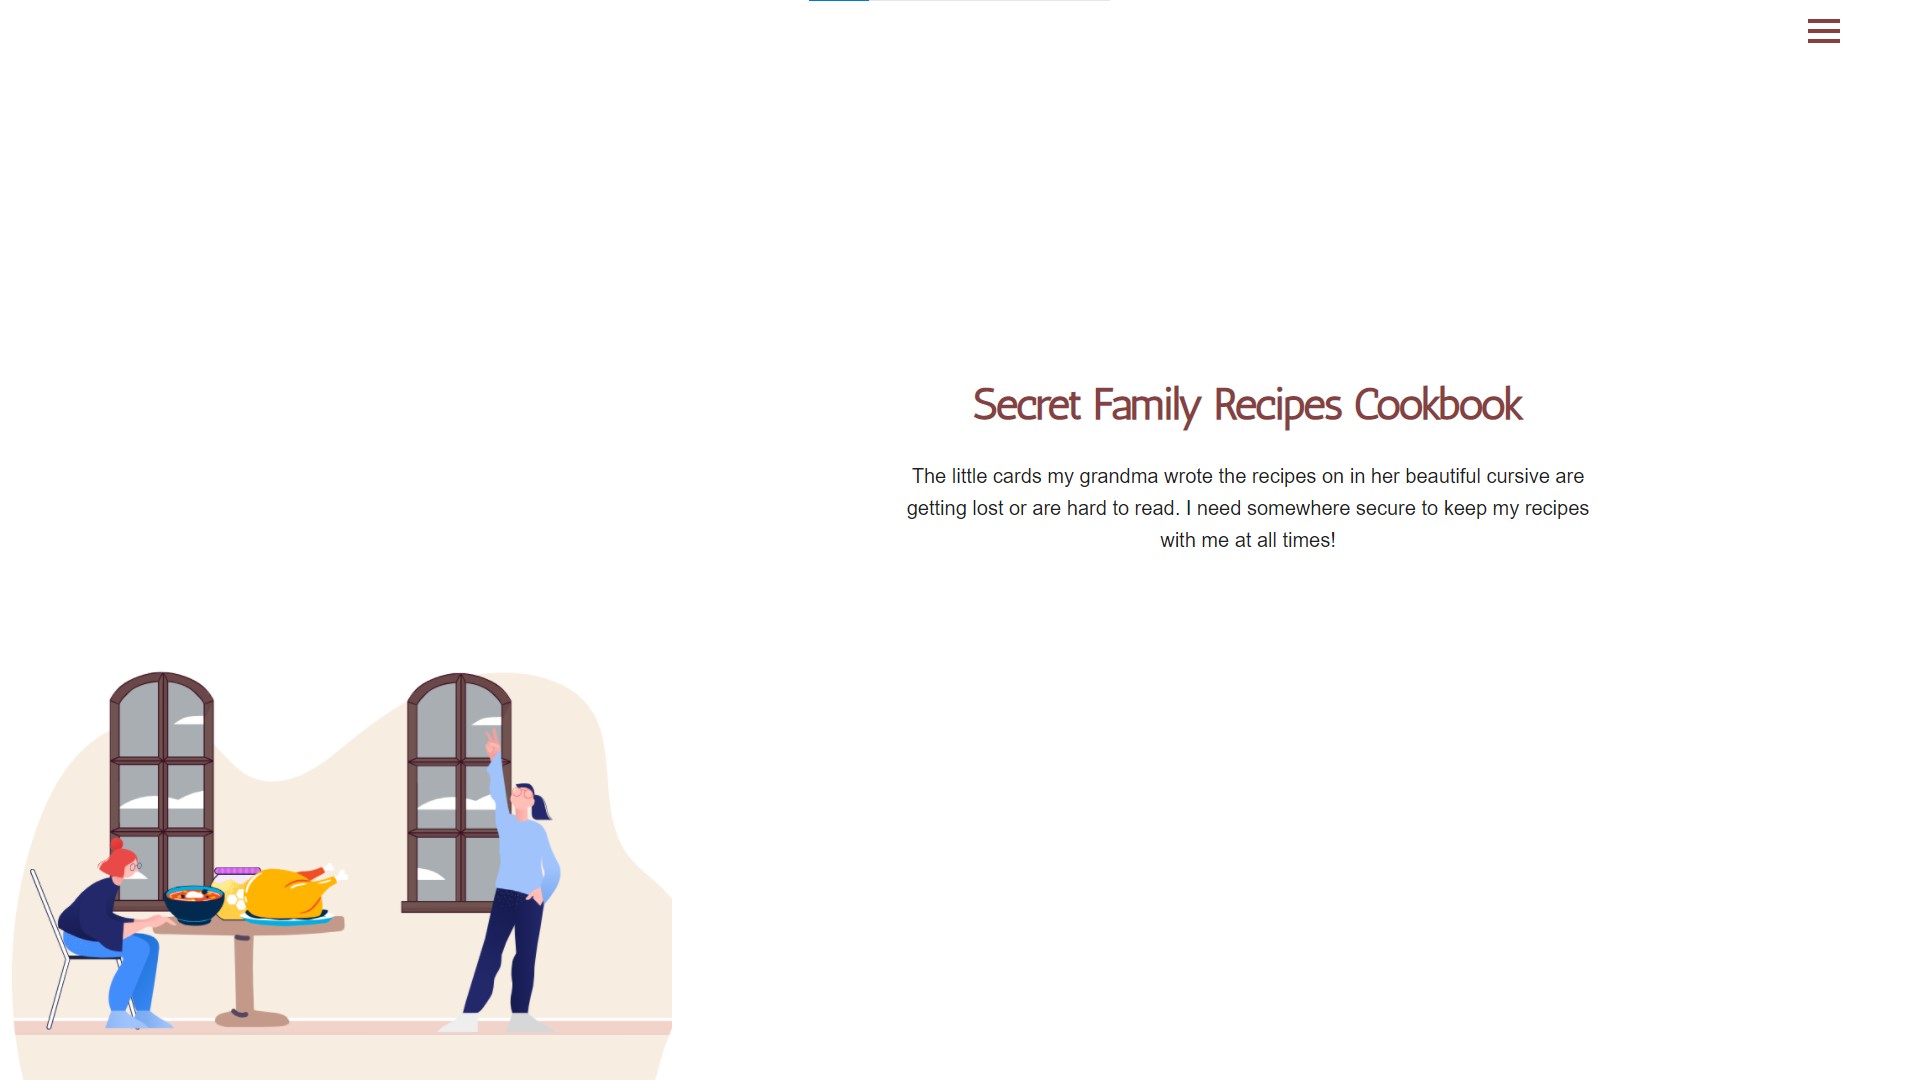 Secret Family Recipes Cookbook
The little cards my grandma wrote the recipes on in her beautiful cursive are
getting lost or are hard to read. I need somewhere secure to keep my recipes
with me at all times!